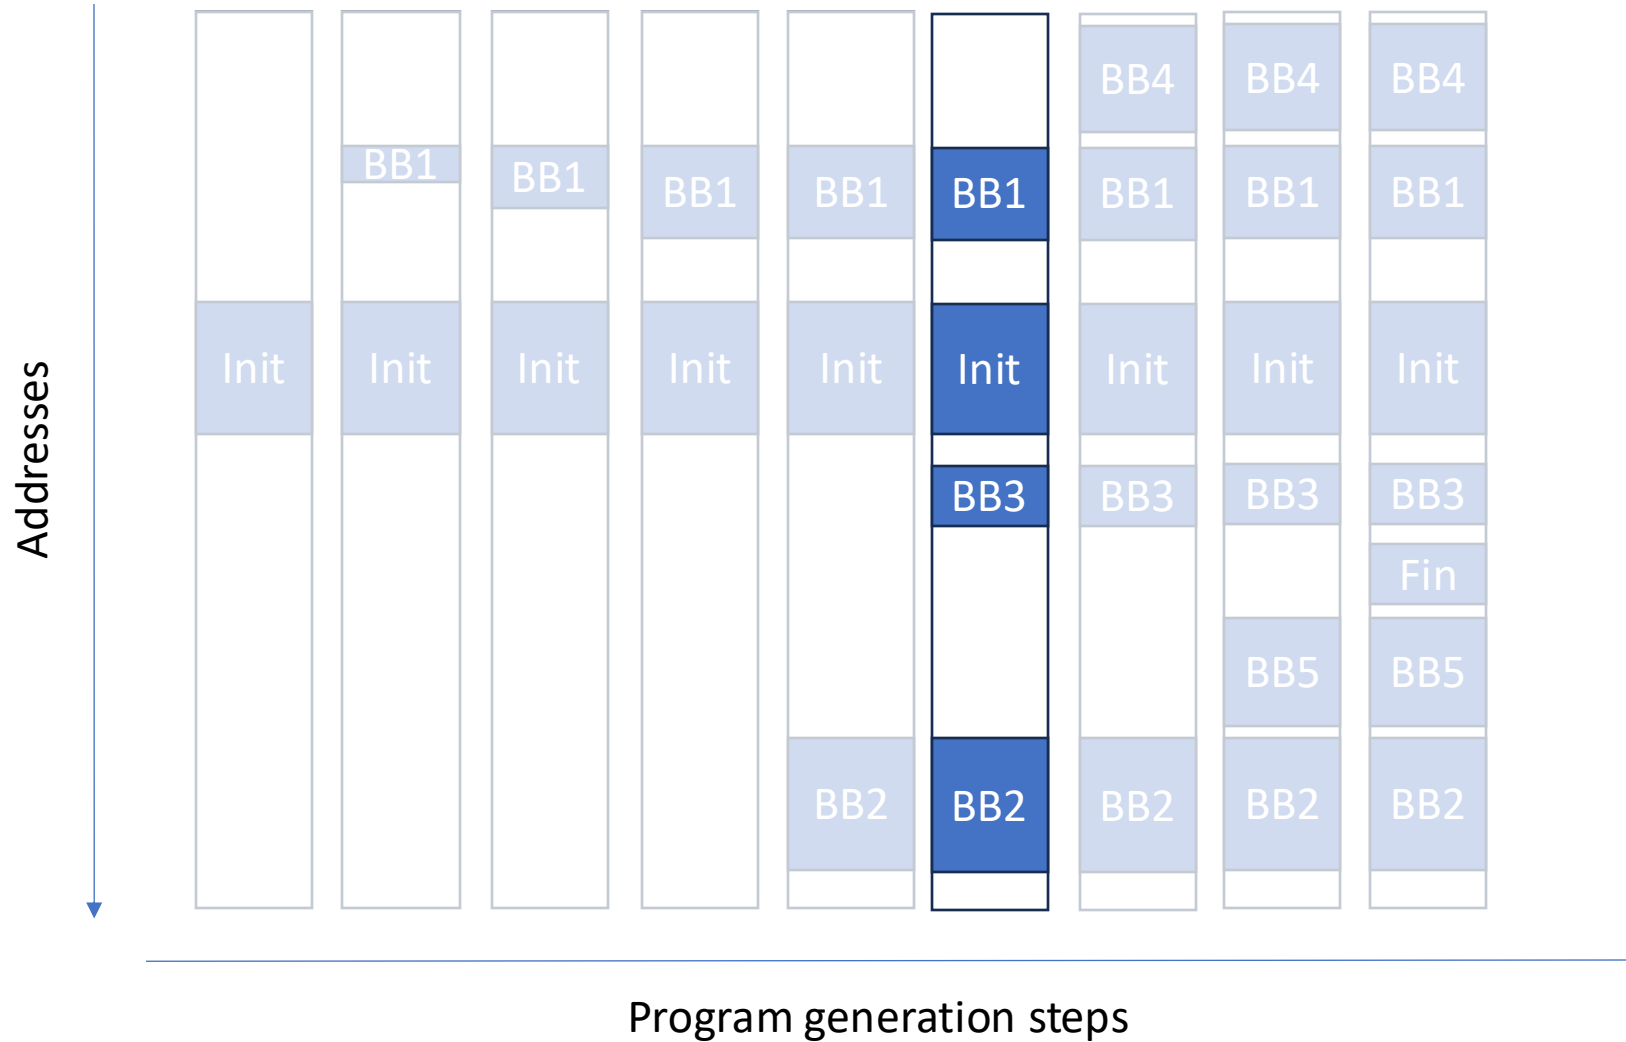 BB4 BB4 BB4
BB1 BB1 BB1 BB1 BB1 BB1 BB1 BB1
Init Init Init Init Init Init Init Init Init
BB3 BB3 BB3 BB3
Fin
BB5 BB5
BB2 BB2 BB2 BB2 BB2
Addresses
Program generation steps